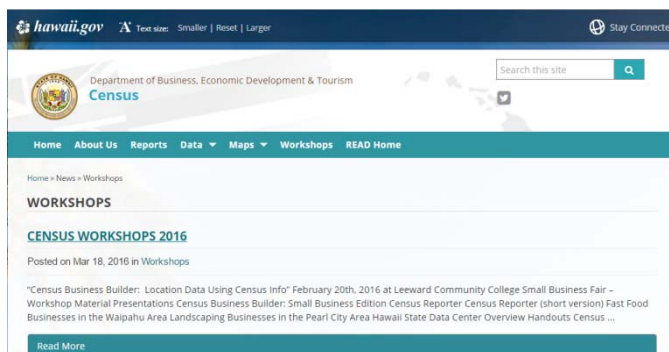 hawaii.gov A Text size: Smaller | Reset | Larger Stay Connecte
Search this site
Department of Business, Economic Development & Tourism
Census
Home About Us Reports Data Maps Workshops READ Home
Home » News » Workshops
WORKSHOPS
CENSUS WORKSHOPS 2016
Posted on Mar 18, 2016 in Workshops
"Census Business Builder: Location Data Using Census Info" February 20th, 2016 at Leeward Community College Small Business Fair –
Workshop Material Presentations Census Business Builder: Small Business Edition Census Reporter Census Reporter (short version) Fast Food
Businesses in the Waipahu Area Landscaping Businesses in the Pearl City Area Hawaii State Data Center Overview Handouts Census ...
Read More